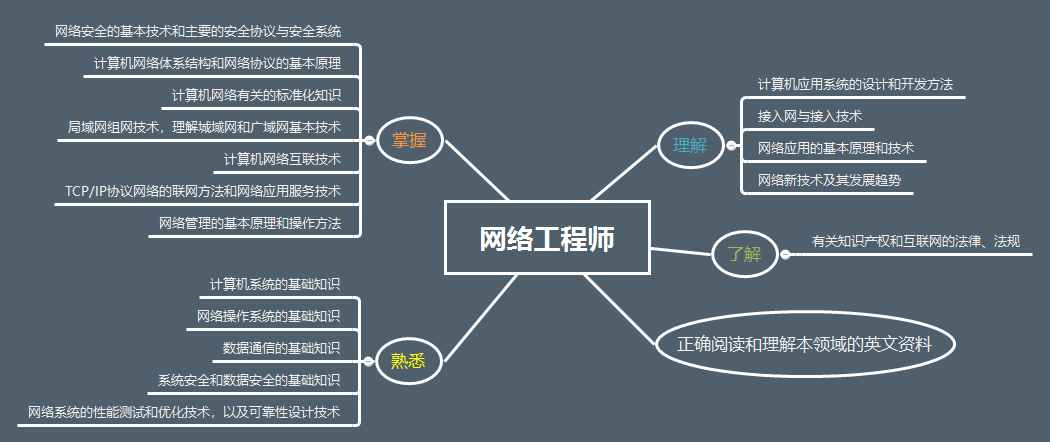 网络工程师
掌握
网络安全的基本技术和主要的安全协议与安全系统
计算机网络体系结构和网络协议的基本原理
计算机网络有关的标准化知识
局域网组网技术，理解城域网和广域网基本技术
计算机网络互联技术
TCP/IP协议网络的联网方法和网络应用服务技术
网络管理的基本原理和操作方法
熟悉
计算机系统的基础知识
网络操作系统的基础知识
数据通信的基础知识
系统安全和数据安全的基础知识
网络系统的性能测试和优化技术，以及可靠性设计技术
理解
计算机应用系统的设计和开发方法
接入网与接入技术
网络应用的基本原理和技术
网络新技术及其发展趋势
了解
有关知识产权和互联网的法律、法规
正确阅读和理解本领域的英文资料